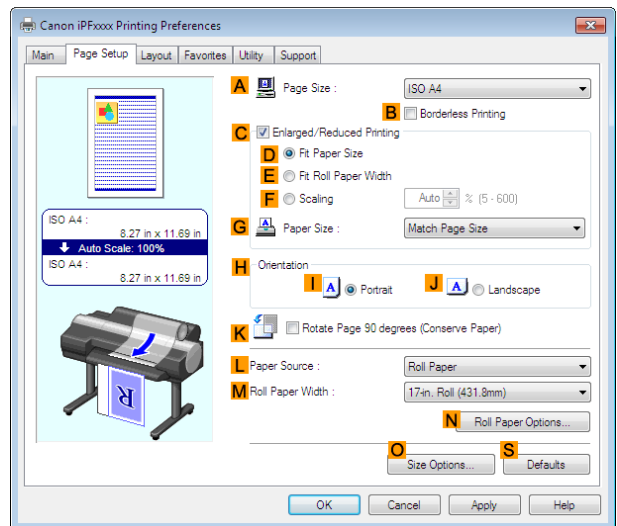 Canon iPFxxxx Printing Preferences
Main Page Setup Layout Favorites Utility Support
A Page Size : ISO A4
B Borderless Printing
C Enlarged/Reduced Printing
D Fit Paper Size
E Fit Roll Paper Width
F Scaling Auto % (5 - 600)
ISO A4 :
8.27 in x 11.69 in
Auto Scale: 100%
ISO A4 :
8.27 in x 11.69 in
G Paper Size : Match Page Size
H Orientation
I A Portrait J A Landscape
K Rotate Page 90 degrees (Conserve Paper)
L Paper Source : Roll Paper
M Roll Paper Width : 17-in. Roll (431.8mm)
R
N Roll Paper Options...
O Size Options... S Defaults
OK Cancel Apply Help